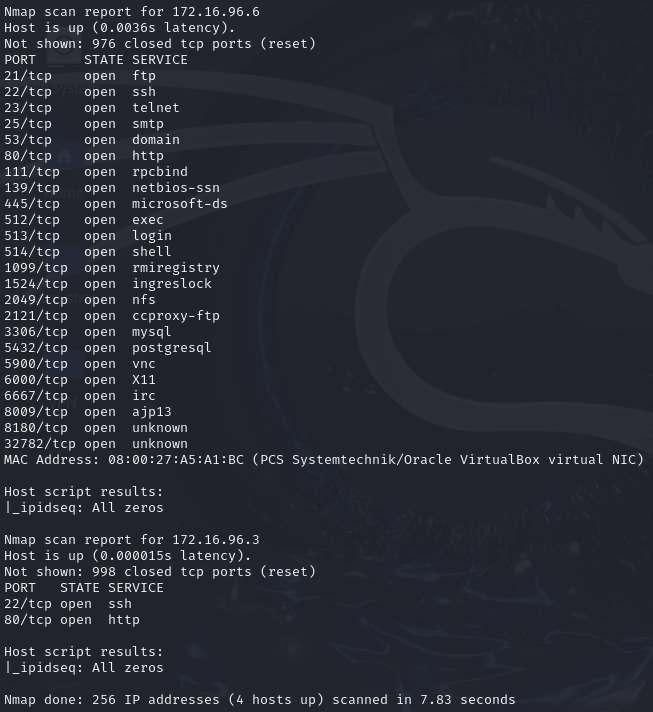 Nmap scan report for 172.16.96.6
Host is up (0.0036s latency).
Not shown: 976 closed tcp ports (reset)
PORT      STATE SERVICE
21/tcp    open  ftp
22/tcp    open  ssh
23/tcp    open  telnet
25/tcp    open  smtp
53/tcp    open  domain
80/tcp    open  http
111/tcp   open  rpcbind
139/tcp   open  netbios-ssn
445/tcp   open  microsoft-ds
512/tcp   open  exec
513/tcp   open  login
514/tcp   open  shell
1099/tcp  open  rmiregistry
1524/tcp  open  ingreslock
2049/tcp  open  nfs
2121/tcp  open  ccproxy-ftp
3306/tcp  open  mysql
5432/tcp  open  postgresql
5900/tcp  open  vnc
6000/tcp  open  X11
6667/tcp  open  irc
8009/tcp  open  ajp13
8180/tcp  open  unknown
32782/tcp open  unknown
MAC Address: 08:00:27:A5:A1:BC (PCS Systemtechnik/Oracle VirtualBox virtual NIC)

Host script results:
|_ipidseq: All zeros

Nmap scan report for 172.16.96.3
Host is up (0.000015s latency).
Not shown: 998 closed tcp ports (reset)
PORT   STATE SERVICE
22/tcp open  ssh
80/tcp open  http

Host script results:
|_ipidseq: All zeros

Nmap done: 256 IP addresses (4 hosts up) scanned in 7.83 seconds